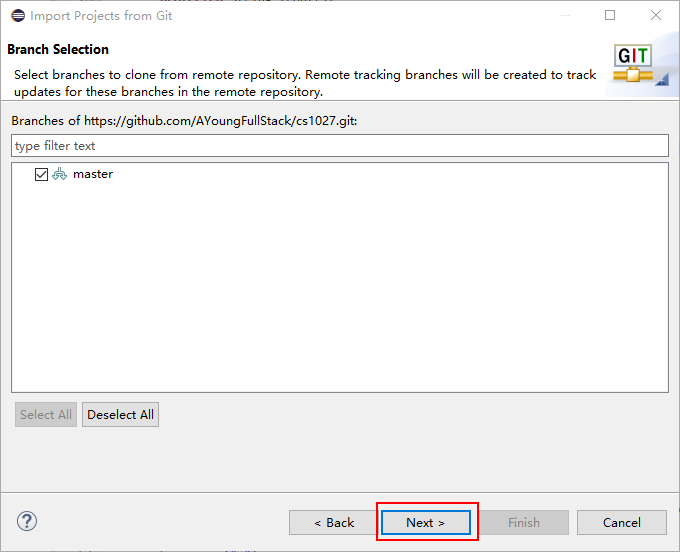 Import Projects from Git
Branch Selection
Select branches to clone from remote repository. Remote tracking branches will be created to track
updates for these branches in the remote repository.
GIT
Branches of https://github.com/AYoungFullStack/cs1027.git:
type filter text
master
Select All Deselect All
? < Back Next > Finish Cancel